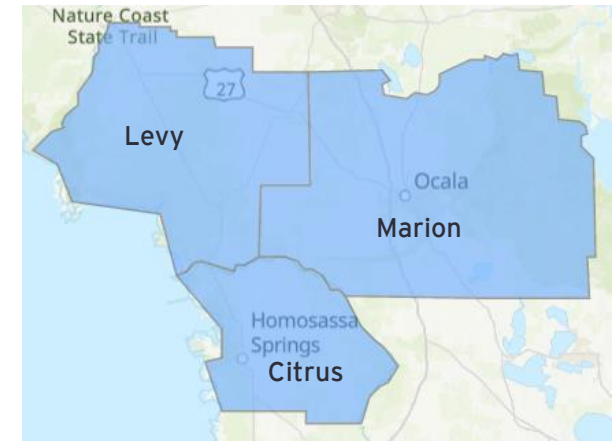 Nature Coast
State Trail
27
Levy
Ocala
Marion
Homosassa
Springs
Citrus